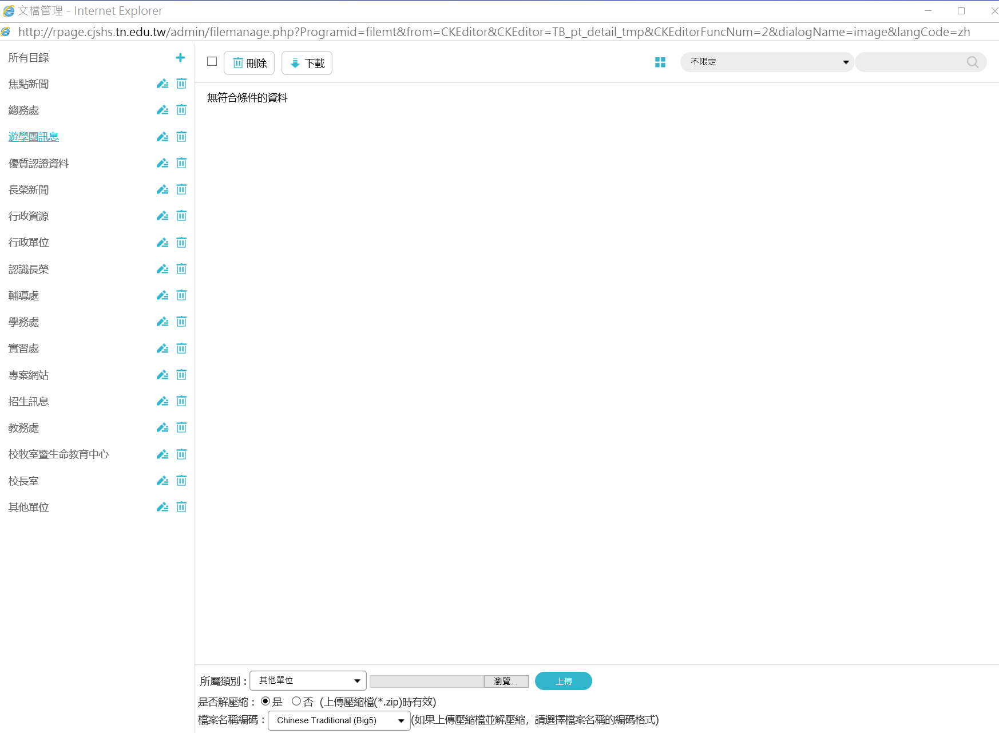 文檔管理 - Internet Explorer
http://rpage.cjshs.tn.edu.tw/admin/filemanage.php?Programid=filemt&from=CKEditor&CKEditor=TB_pt_detail_tmp&CKEditorFuncNum=2&dialogName=image&langCode=zh
所有目錄
焦點新聞
總務處
遊學團訊息
優質認證資料
長榮新聞
行政資源
行政單位
認識長榮
輔導處
學務處
實習處
專案網站
招生訊息
教務處
校牧室暨生命教育中心
校長室
其他單位
刪除 下載 不限定
無符合條件的資料
所屬類別 : 其他單位 瀏覽... 上傳
是否解壓縮 : 是 否 (上傳壓縮檔(*.zip)時有效)
檔案名稱編碼 : Chinese Traditional (Big5) (如果上傳壓縮檔並解壓縮，請選擇檔案名稱的編碼格式)